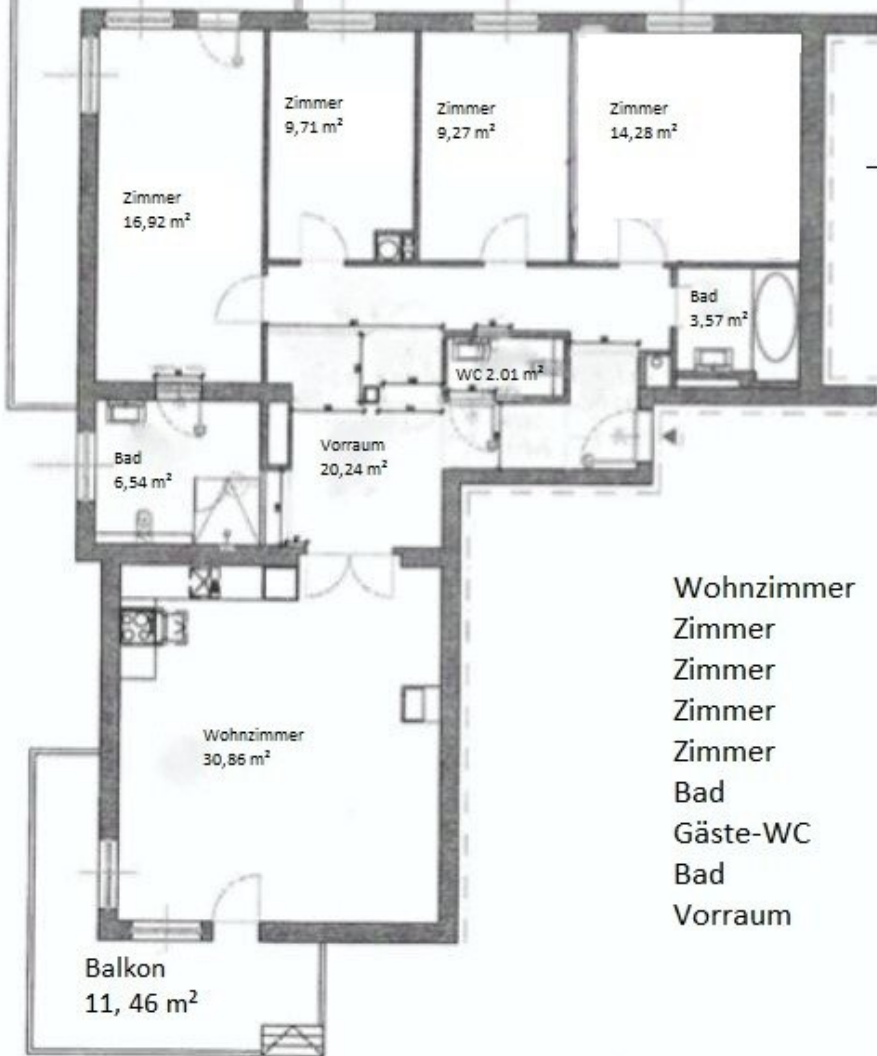 Zimmer
9,71 m²
Zimmer
9,27 m²
Zimmer
14,28 m²
Zimmer
16,92 m²
Bad
3,57 m²
WC 2.01 m²
Vorraum
20,24 m²
Bad
6,54 m²
Wohnzimmer
30,86 m²
Balkon
11, 46 m²
Wohnzimmer
Zimmer
Zimmer
Zimmer
Zimmer
Bad
Gäste-WC
Bad
Vorraum